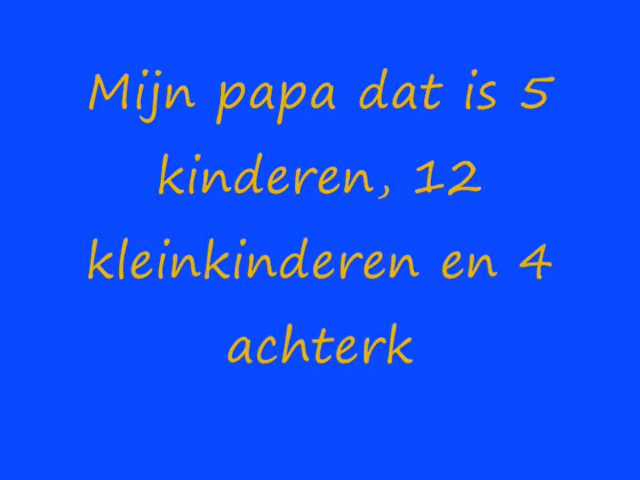 Mijn papa dat is 5
kinderen, 12
kleinkinderen en 4
achterk